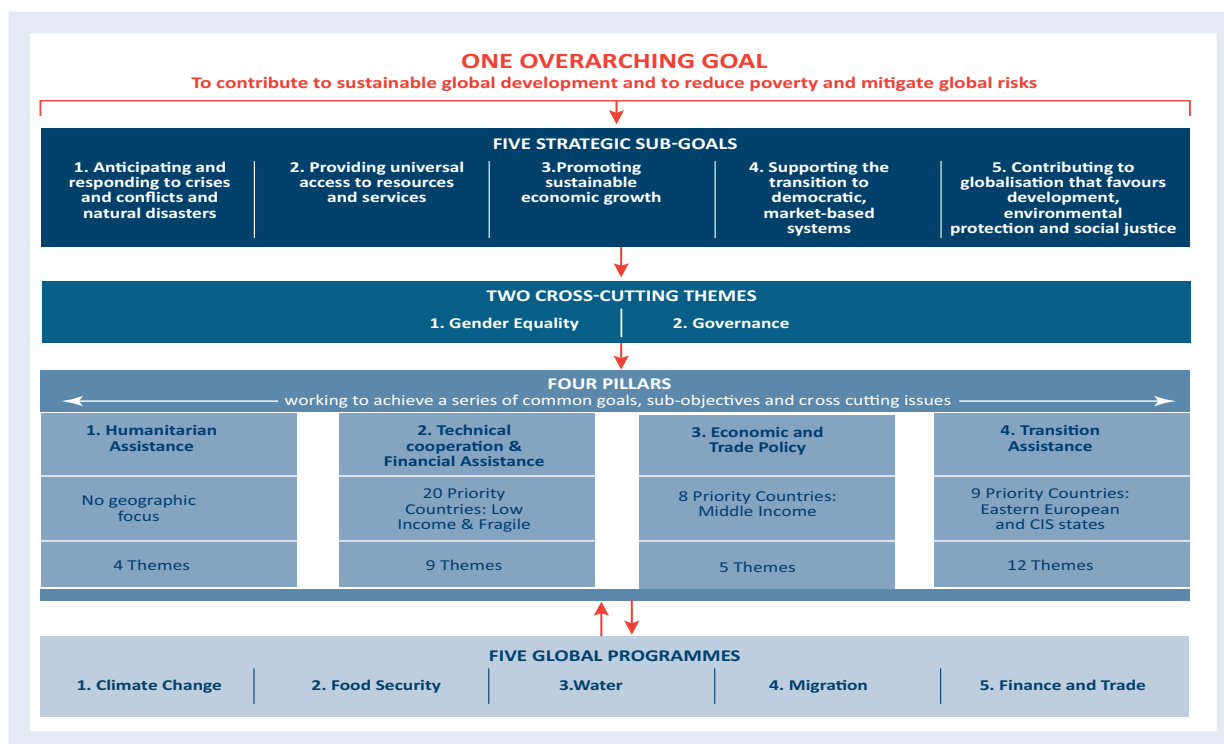 ONE OVERARCHING GOAL
To contribute to sustainable global development and to reduce poverty and mitigate global risks
FIVE STRATEGIC SUB-GOALS
1. Anticipating and
responding to crises
and conflicts and
natural disasters
2. Providing universal
access to resources
and services
3.Promoting
sustainable
economic growth
4. Supporting the
transition to
democratic,
market-based
systems
5. Contributing to
globalisation that favours
development,
environmental
protection and social justice
TWO CROSS-CUTTING THEMES
1. Gender Equality
2. Governance
FOUR PILLARS
working to achieve a series of common goals, sub-objectives and cross cutting issues
1. Humanitarian
Assistance
No geographic
focus
4 Themes
2. Technical
cooperation &
Financial Assistance
20 Priority
Countries: Low
Income & Fragile
9 Themes
3. Economic and
Trade Policy
8 Priority Countries:
Middle Income
5 Themes
4. Transition
Assistance
9 Priority Countries:
Eastern European
and CIS states
12 Themes
FIVE GLOBAL PROGRAMMES
1. Climate Change
2. Food Security
3.Water
4. Migration
5. Finance and Trade